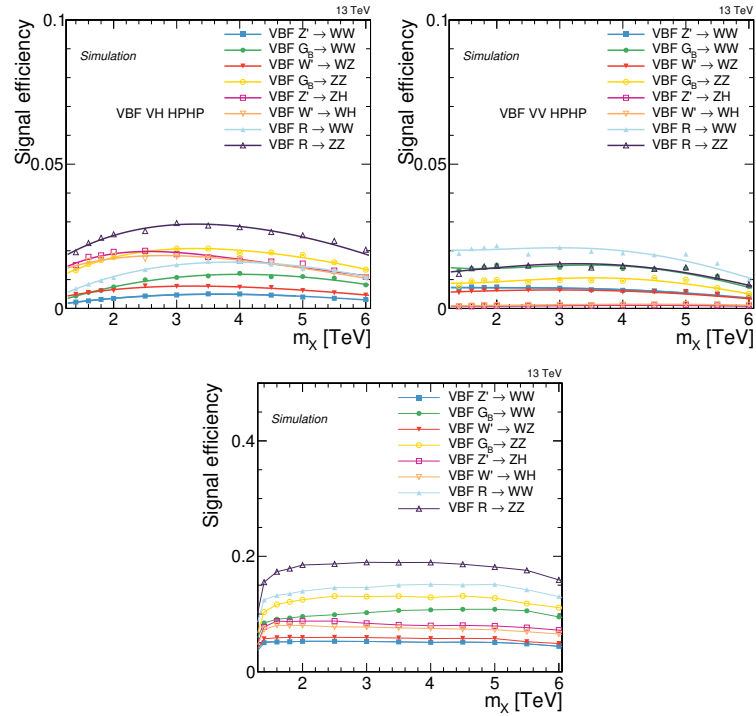 13 TeV
Signal efficiency
0.1
0.05
0
Simulation
VBF VH HPHP
VBF Z' → WW
VBF G_B → WW
VBF W' → WZ
VBF G_B → ZZ
VBF Z' → ZH
VBF W' → WH
VBF R → WW
VBF R → ZZ
2 3 4 5 6
m_X [TeV]
13 TeV
Signal efficiency
0.1
0.05
0
Simulation
VBF VV HPHP
VBF Z' → WW
VBF G_B → WW
VBF W' → WZ
VBF G_B → ZZ
VBF Z' → ZH
VBF W' → WH
VBF R → WW
VBF R → ZZ
2 3 4 5 6
m_X [TeV]
13 TeV
Signal efficiency
0.4
0.2
0
Simulation
VBF Z' → WW
VBF G_B → WW
VBF W' → WZ
VBF G_B → ZZ
VBF Z' → ZH
VBF W' → WH
VBF R → WW
VBF R → ZZ
2 3 4 5 6
m_X [TeV]